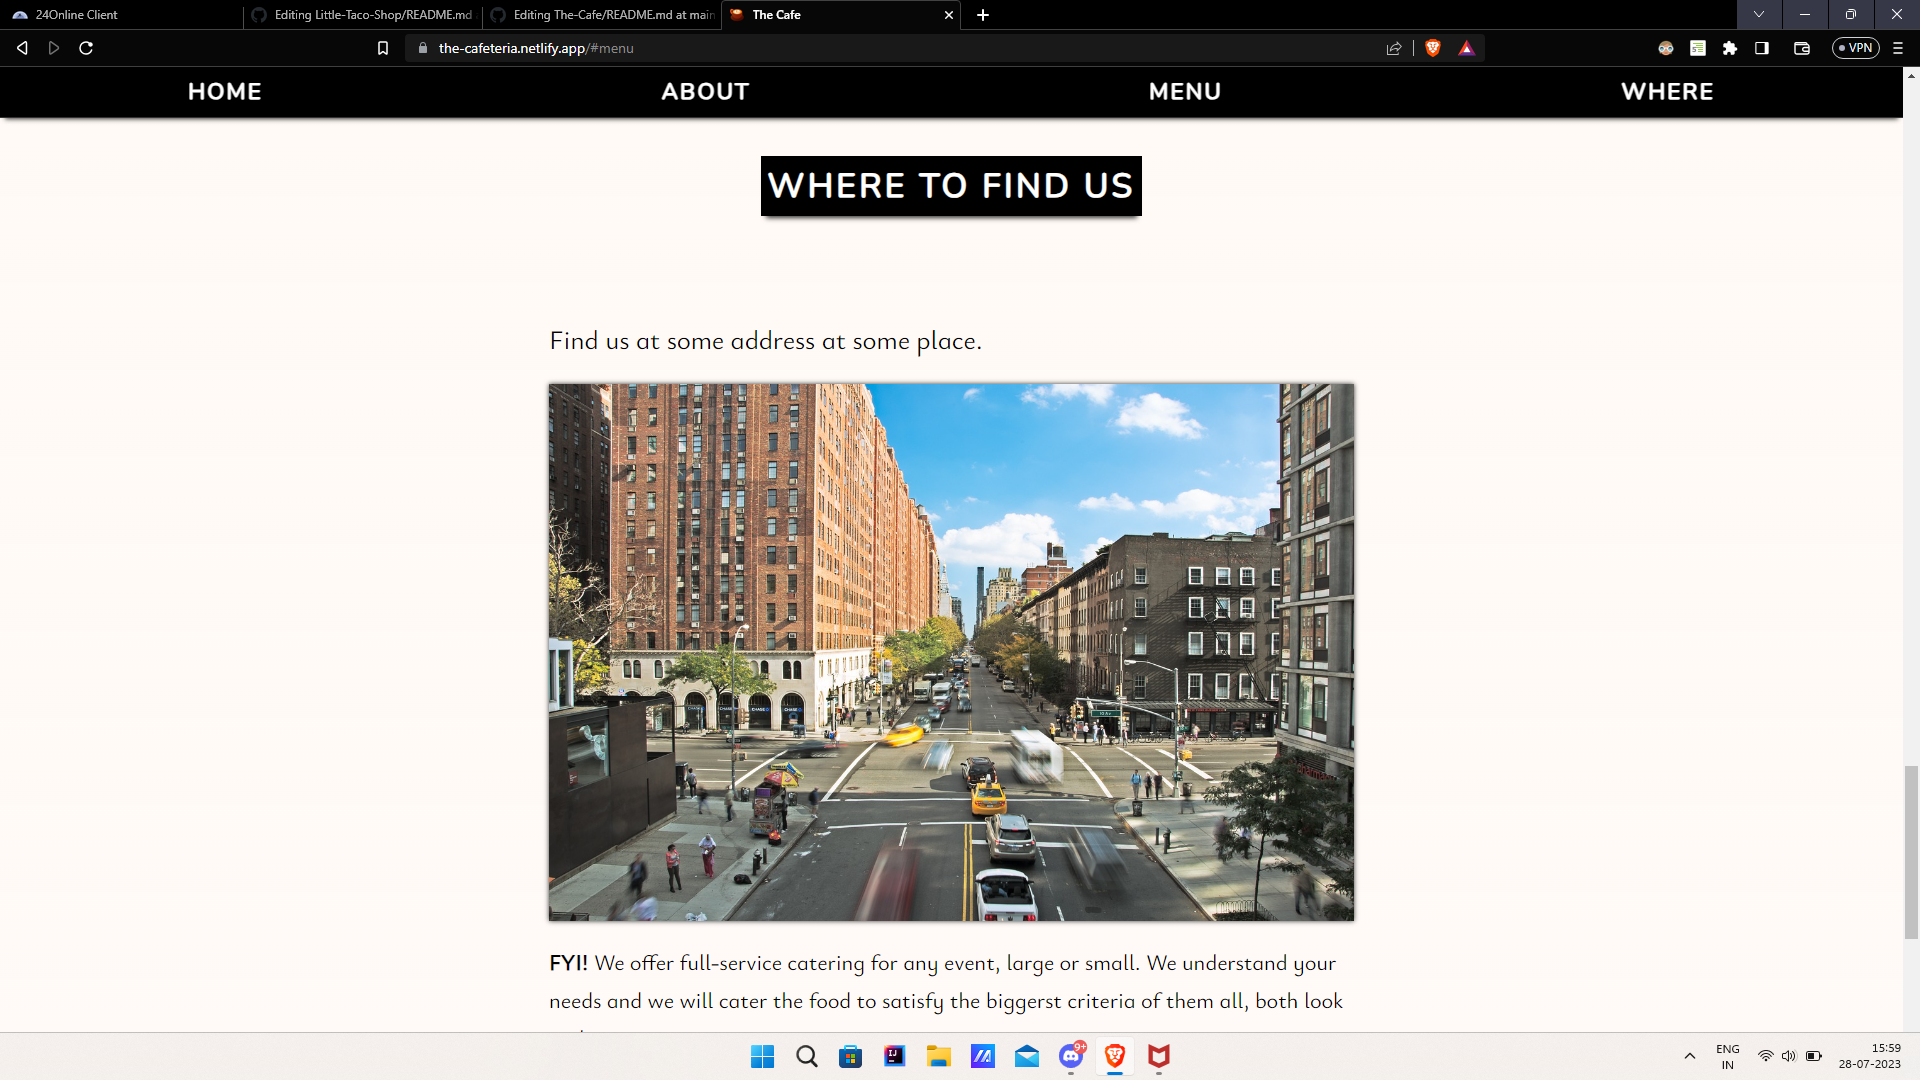 24Online Client
Editing Little-Taco-Shop/README.md
Editing The-Cafe/README.md at main
The Cafe
the-cafeteria.netlify.app/#menu
VPN
HOME
ABOUT
MENU
WHERE
WHERE TO FIND US
Find us at some address at some place.
CHASE
FYI! We offer full-service catering for any event, large or small. We understand your
needs and we will cater the food to satisfy the biggerst criteria of them all, both look
9+
ENG
IN
15:59
28-07-2023